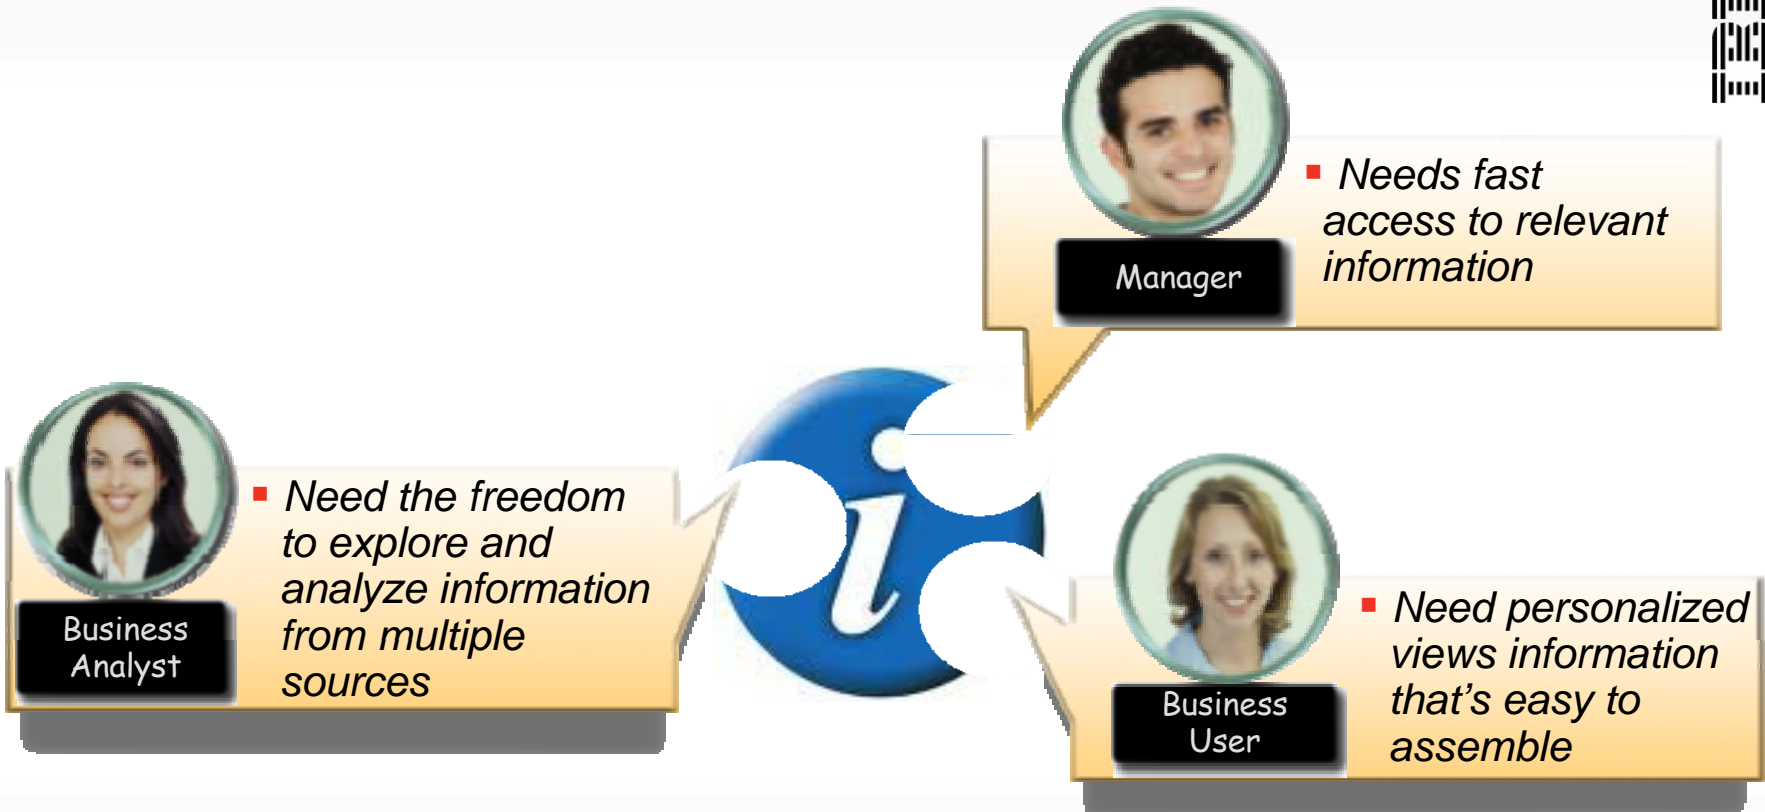 ▪ Needs fast
access to relevant
information
Manager
▪ Need the freedom
to explore and
analyze information
from multiple
sources
Business
Analyst
i
▪ Need personalized
views information
that's easy to
assemble
Business
User